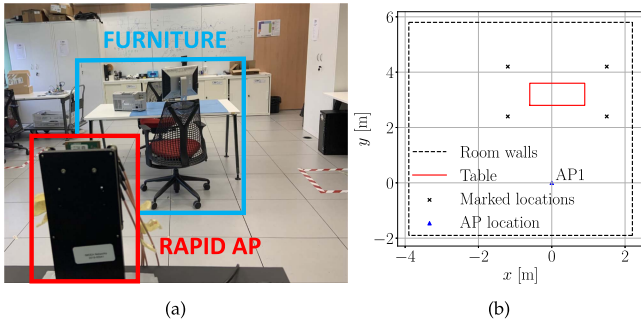 FURNITURE
RAPID AP
(a)
6
4
2
0
−2
y [m]
Room walls
Table
AP1
Marked locations
AP location
−4
−2
0
2
x [m]
(b)